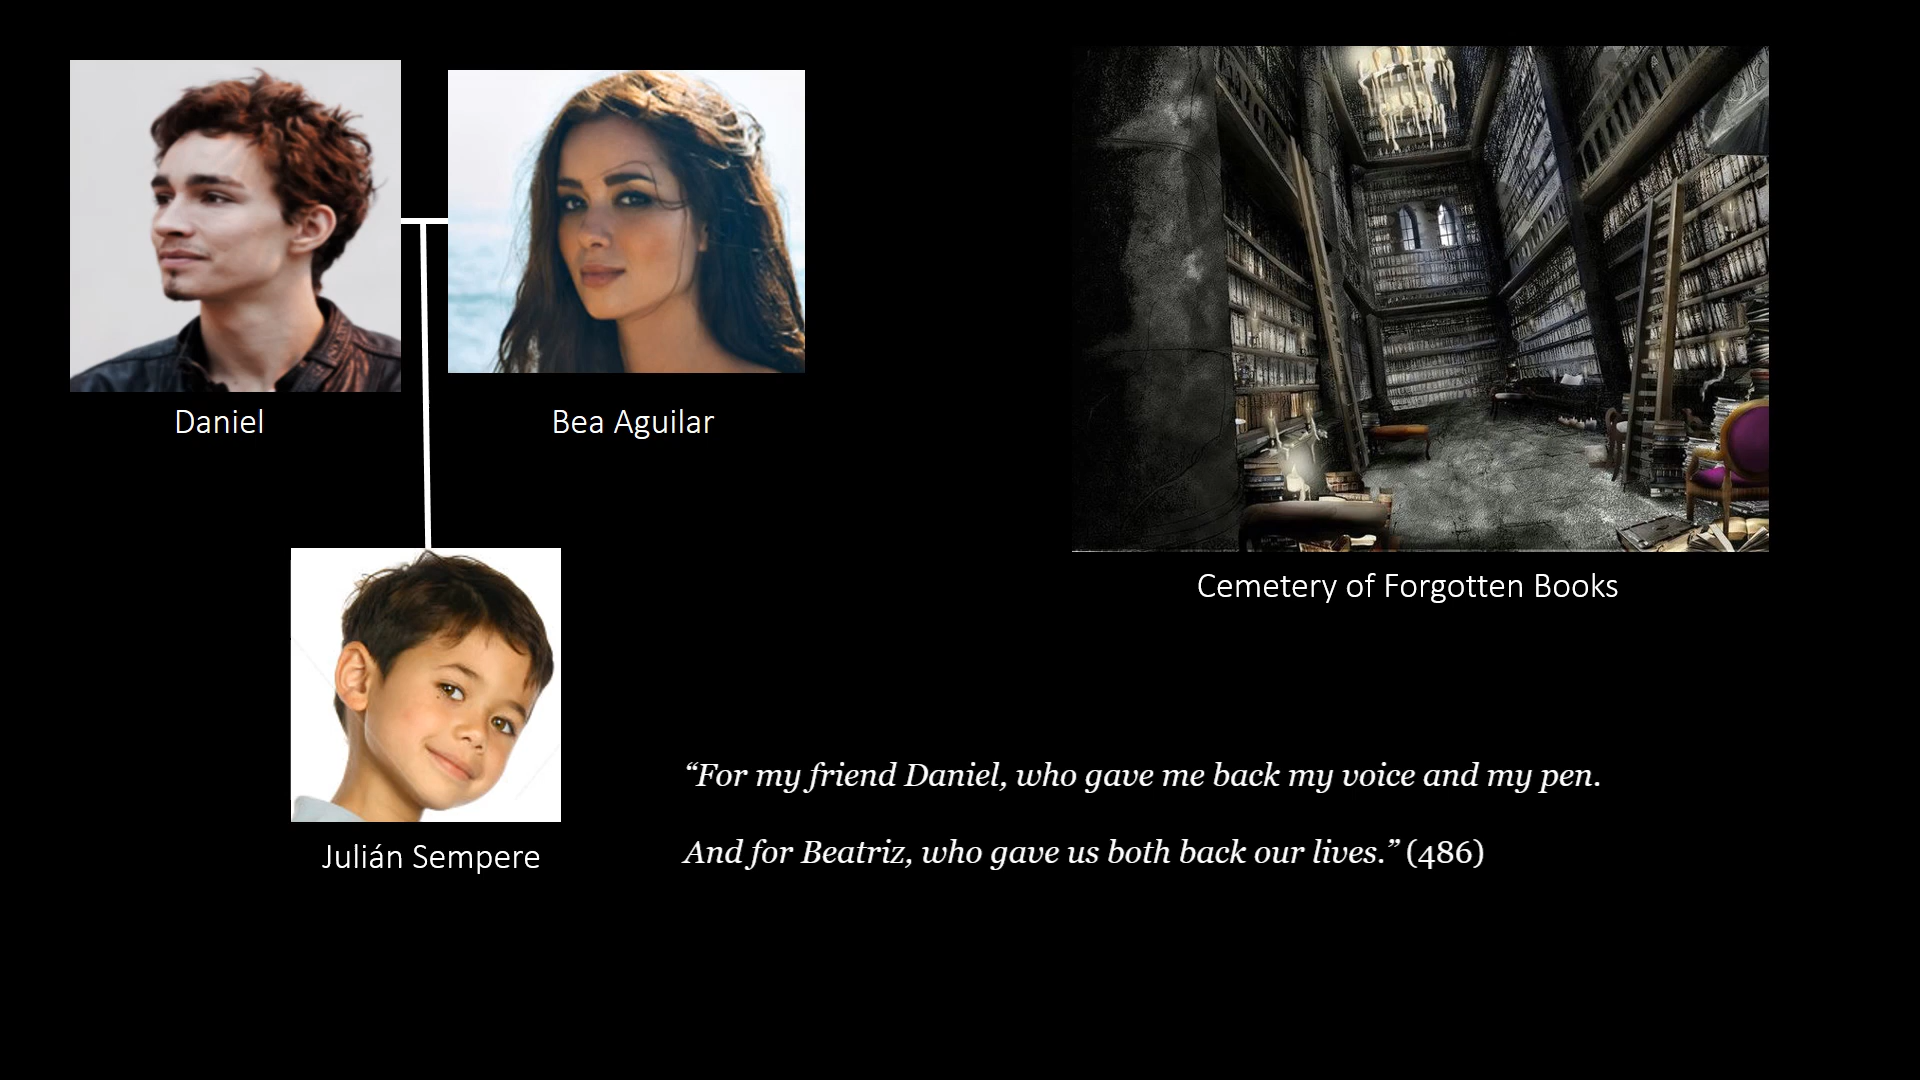 Daniel
Bea Aguilar
Cemetery of Forgotten Books
Julián Sempere
“For my friend Daniel, who gave me back my voice and my pen.
And for Beatriz, who gave us both back our lives.” (486)